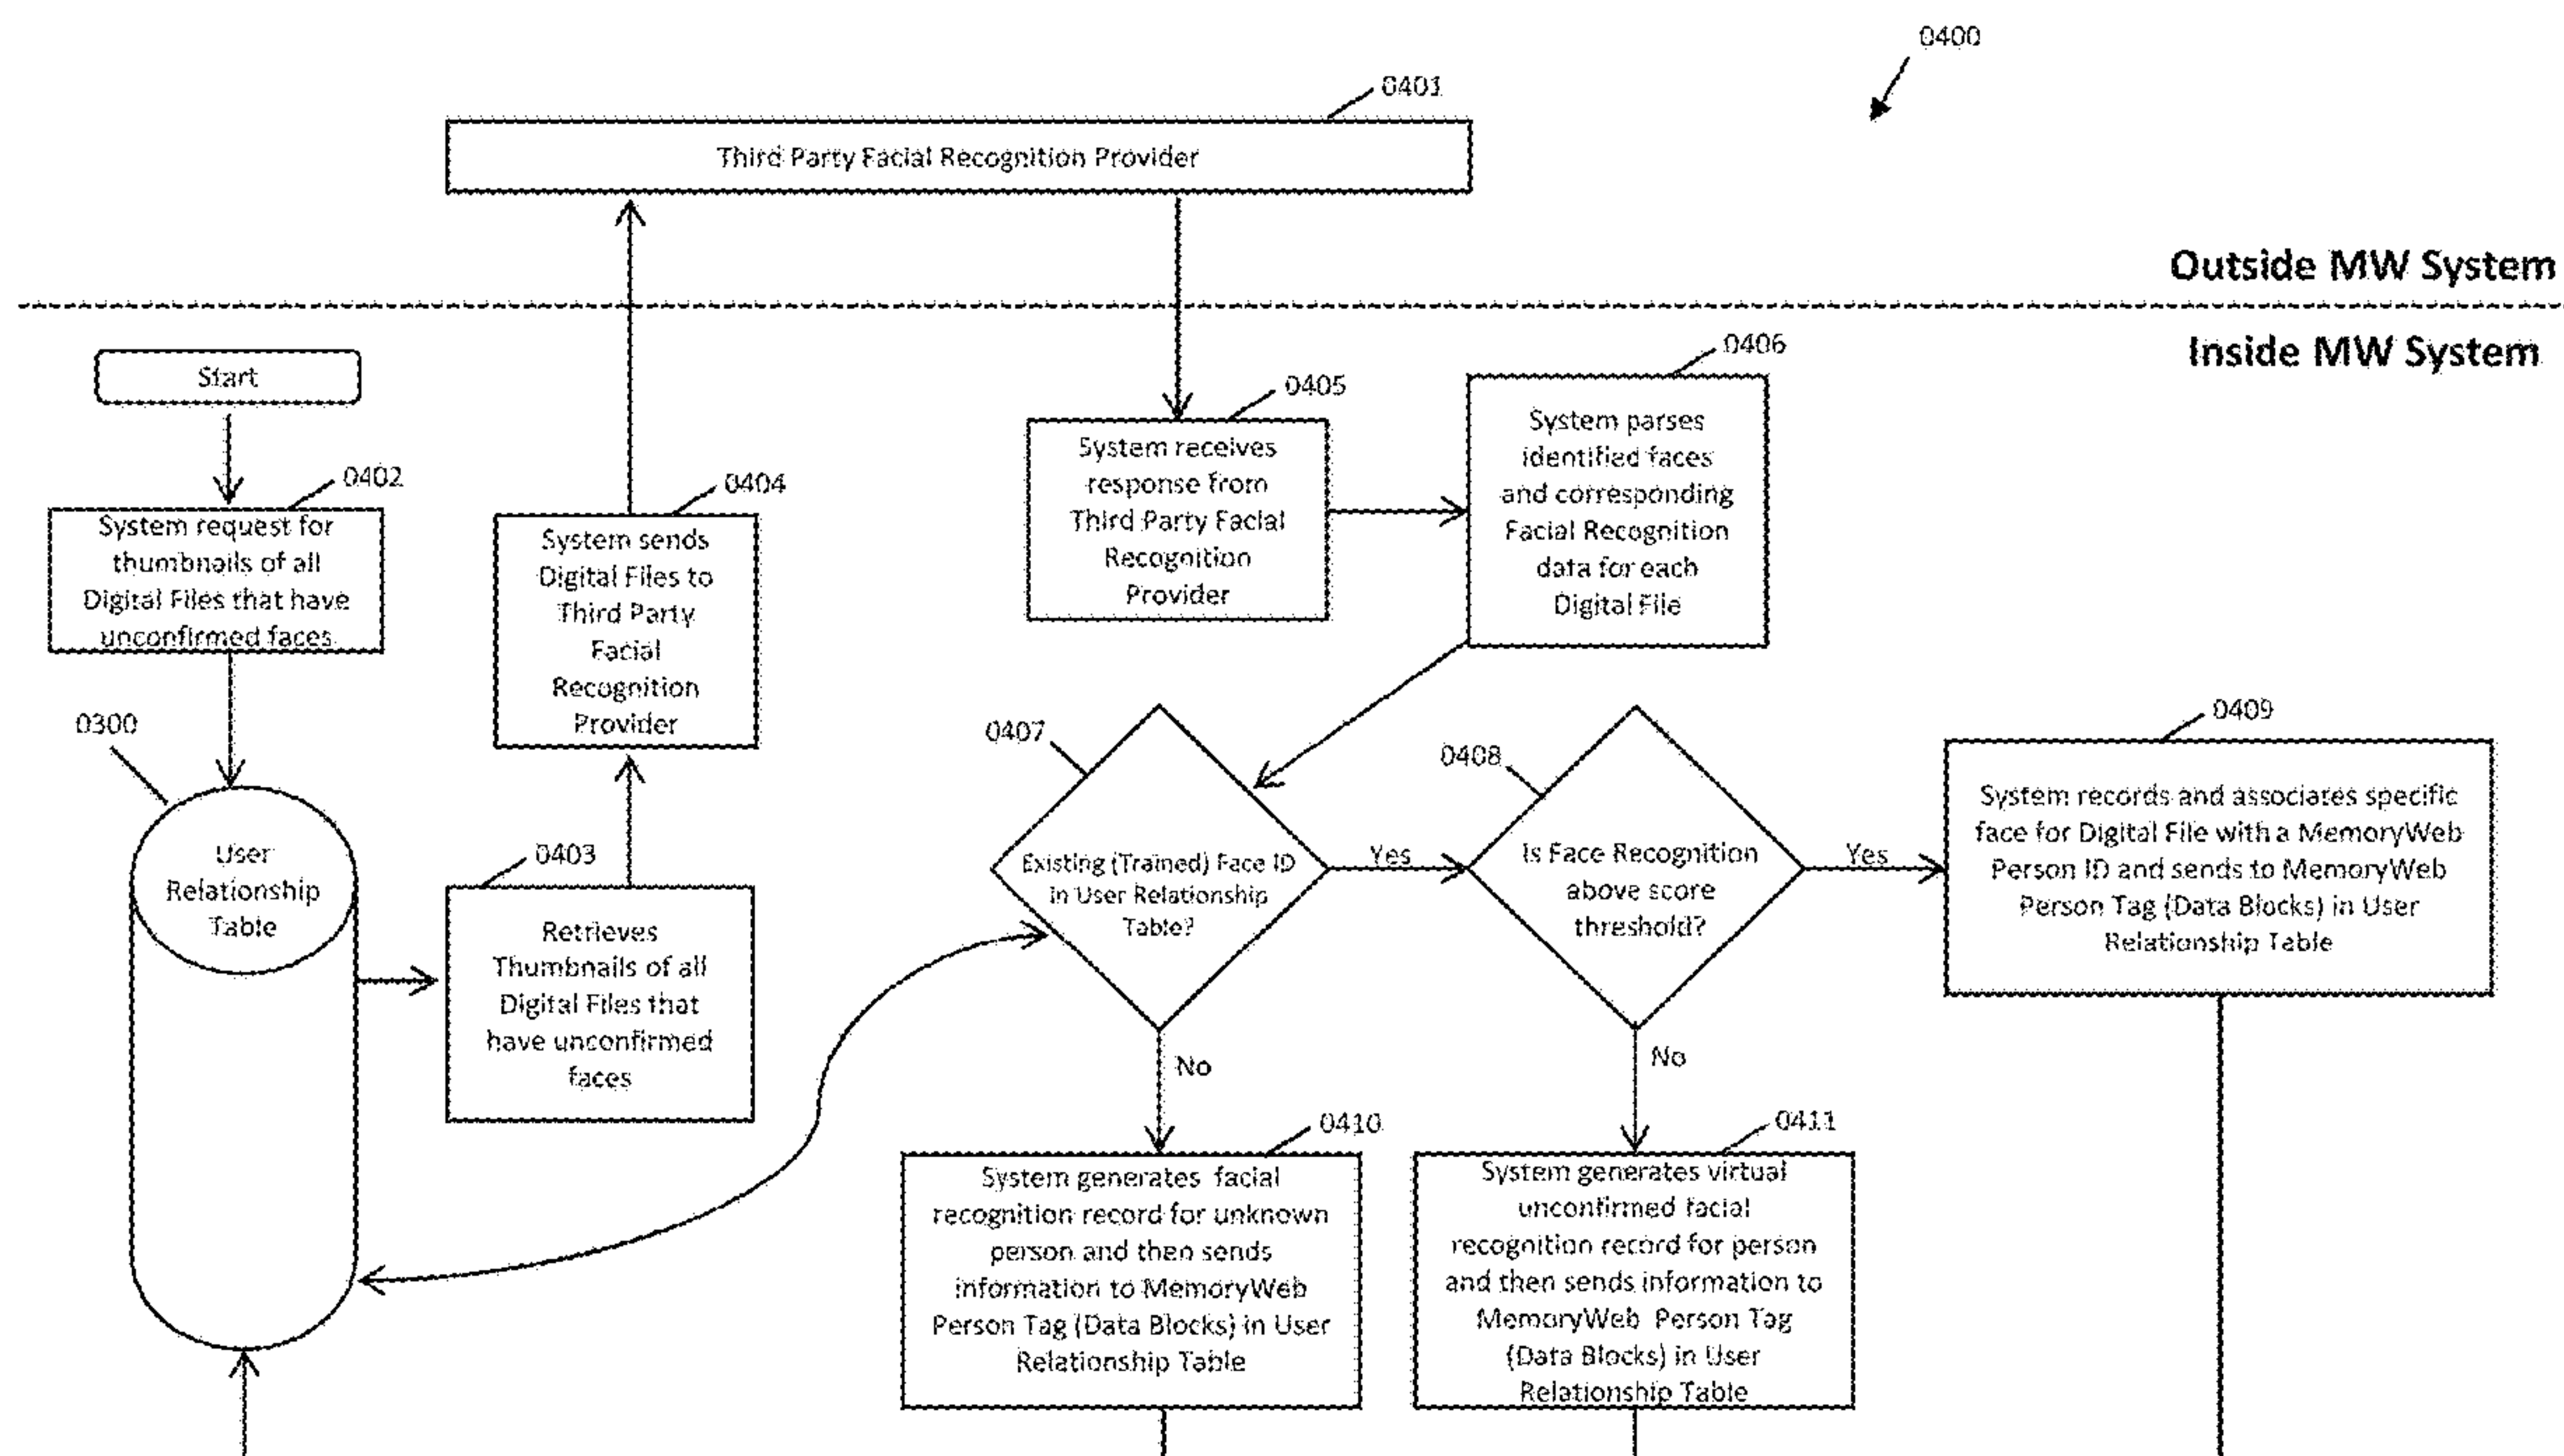 0400
0401
Third Party Facial Recognition Provider
Outside MW System
Inside MW System
Start
0402
System request for
thumbnails of all
Digital Files that have
unconfirmed faces
0404
System sends
Digital Files to
Third Party
Facial
Recognition
Provider
0405
System receives
response from
Third Party Facial
Recognition
Provider
0406
System parses
identified faces
and corresponding
Facial Recognition
data for each
Digital File
0300
User
Relationship
Table
0403
Retrieves
Thumbnails of all
Digital Files that
have unconfirmed
faces
0407
Existing (Trained) Face ID
in User Relationship
Table?
Yes
No
0408
Is Face Recognition
above score
threshold?
Yes
No
0409
System records and associates specific
face for Digital File with a MemoryWeb
Person ID and sends to MemoryWeb
Person Tag (Data Blocks) in User
Relationship Table
0410
System generates facial
recognition record for unknown
person and then sends
information to MemoryWeb
Person Tag (Data Blocks) in User
Relationship Table
0411
System generates virtual
unconfirmed facial
recognition record for person
and then sends information to
MemoryWeb Person Tag
(Data Blocks) in User
Relationship Table